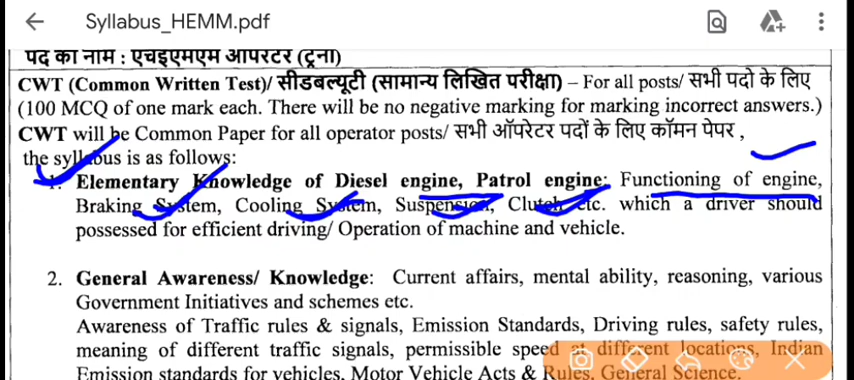 Syllabus_HEMM.pdf
पद का नाम : एचइएमएम ऑपरेटर (ट्रेनी)
CWT (Common Written Test)/ सीडबल्यूटी (सामान्य लिखित परीक्षा) – For all posts/ सभी पदो के लिए
(100 MCQ of one mark each. There will be no negative marking for marking incorrect answers.)
CWT will be Common Paper for all operator posts/ सभी ऑपरेटर पदों के लिए कॉमन पेपर ,
the syllabus is as follows:
1. Elementary Knowledge of Diesel engine, Patrol engine: Functioning of engine,
Braking System, Cooling System, Suspension, Clutch etc. which a driver should
possessed for efficient driving/ Operation of machine and vehicle.
2. General Awareness/ Knowledge: Current affairs, mental ability, reasoning, various
Government Initiatives and schemes etc.
Awareness of Traffic rules & signals, Emission Standards, Driving rules, safety rules,
meaning of different traffic signals, permissible speed at different locations, Indian
Emission standards for vehicles, Motor Vehicle Acts & Rules, General Science.